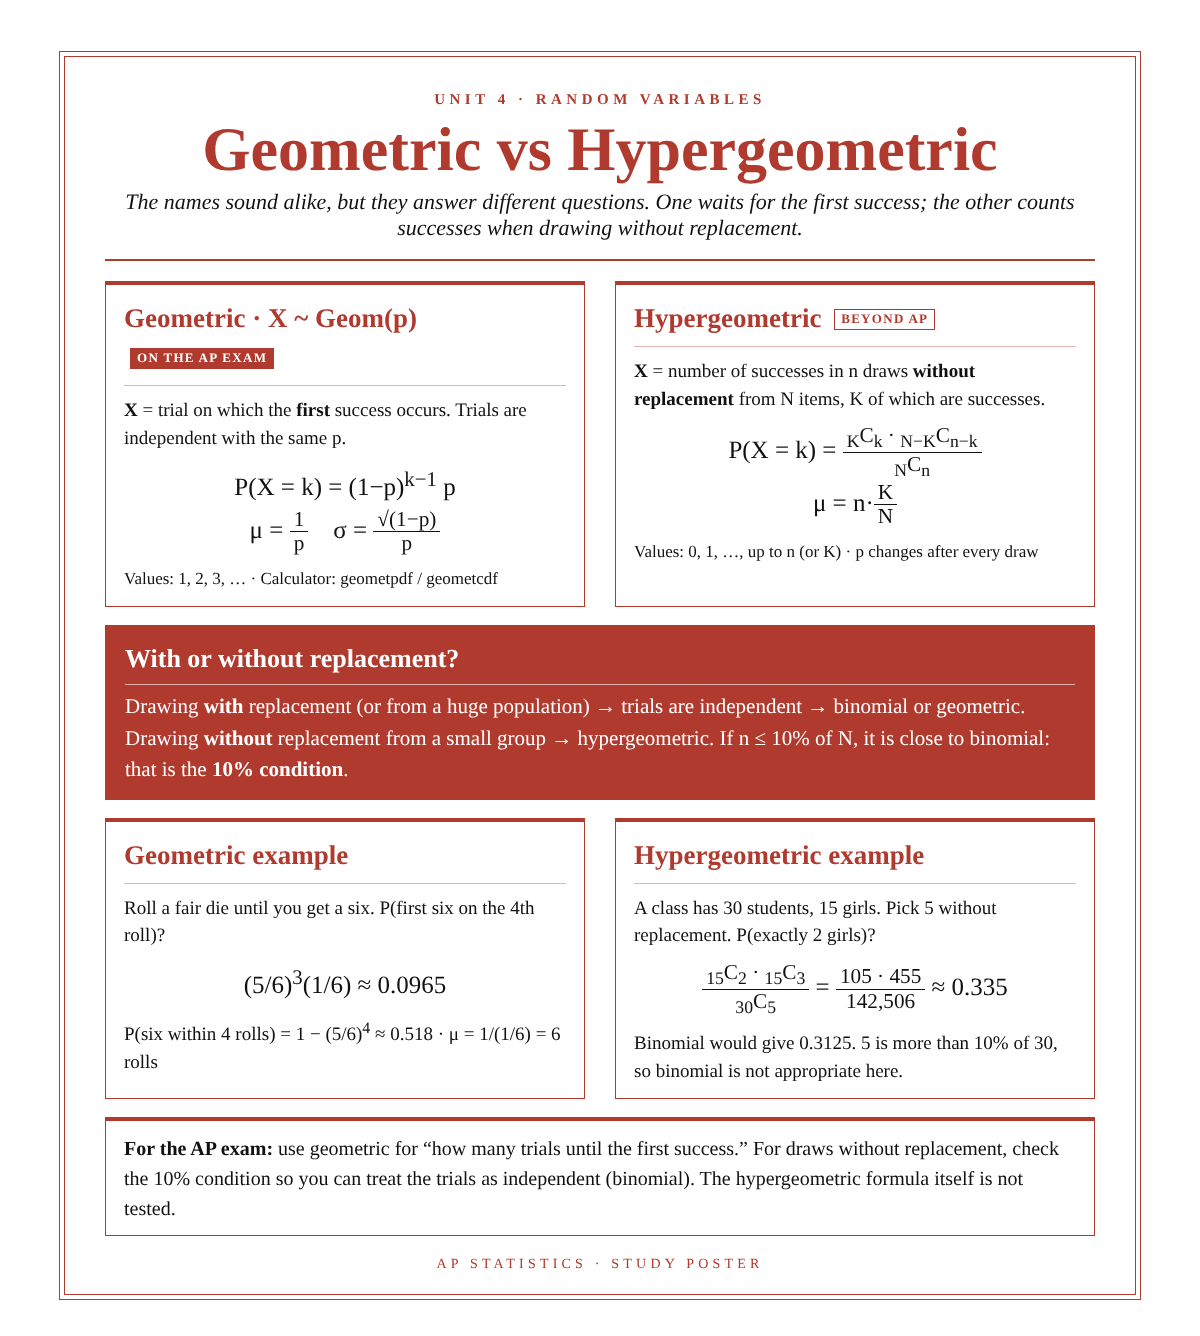 UNIT 4 · RANDOM VARIABLES
Geometric vs Hypergeometric
The names sound alike, but they answer different questions. One waits for the first success; the other counts
successes when drawing without replacement.
Geometric · X ~ Geom(p)
ON THE AP EXAM
X = trial on which the first success occurs. Trials are
independent with the same p.
P(X = k) = (1−p)^{k−1} p
μ = 1/p σ = √(1−p)/p
Values: 1, 2, 3, … · Calculator: geometpdf / geometcdf
Hypergeometric BEYOND AP
X = number of successes in n draws without
replacement from N items, K of which are successes.
P(X = k) = (_{K}C_{k} · _{N−K}C_{n−k})/(_{N}C_{n})
μ = n·K/N
Values: 0, 1, …, up to n (or K) · p changes after every draw
With or without replacement?
Drawing with replacement (or from a huge population) → trials are independent → binomial or geometric.
Drawing without replacement from a small group → hypergeometric. If n ≤ 10% of N, it is close to binomial:
that is the 10% condition.
Geometric example
Roll a fair die until you get a six. P(first six on the 4th
roll)?
(5/6)^{3}(1/6) ≈ 0.0965
P(six within 4 rolls) = 1 − (5/6)^{4} ≈ 0.518 · μ = 1/(1/6) = 6
rolls
Hypergeometric example
A class has 30 students, 15 girls. Pick 5 without
replacement. P(exactly 2 girls)?
(_{15}C_{2} · _{15}C_{3})/(_{30}C_{5}) = (105 · 455)/(142,506) ≈ 0.335
Binomial would give 0.3125. 5 is more than 10% of 30,
so binomial is not appropriate here.
For the AP exam: use geometric for “how many trials until the first success.” For draws without replacement, check
the 10% condition so you can treat the trials as independent (binomial). The hypergeometric formula itself is not
tested.
AP STATISTICS · STUDY POSTER